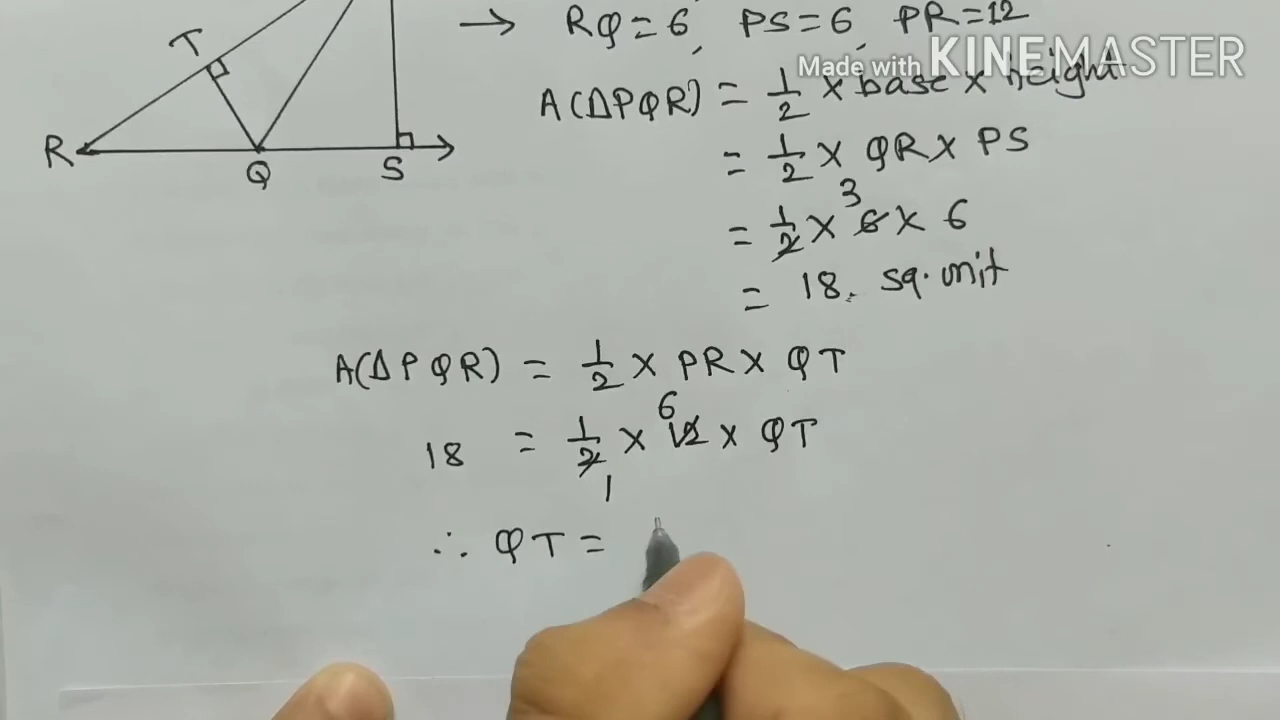 T
R
Q
S
→ RQ = 6, PS = 6, PR = 12
Made with KINEMASTER
A(ΔPQR) = 1/2 × base × height
= 1/2 × QR × PS
3
= 1/2 × 6 × 6
= 18. sq. unit
A(ΔPQR) = 1/2 × PR × QT
6
18 = 1/2 × 12 × QT
1
∴ QT =